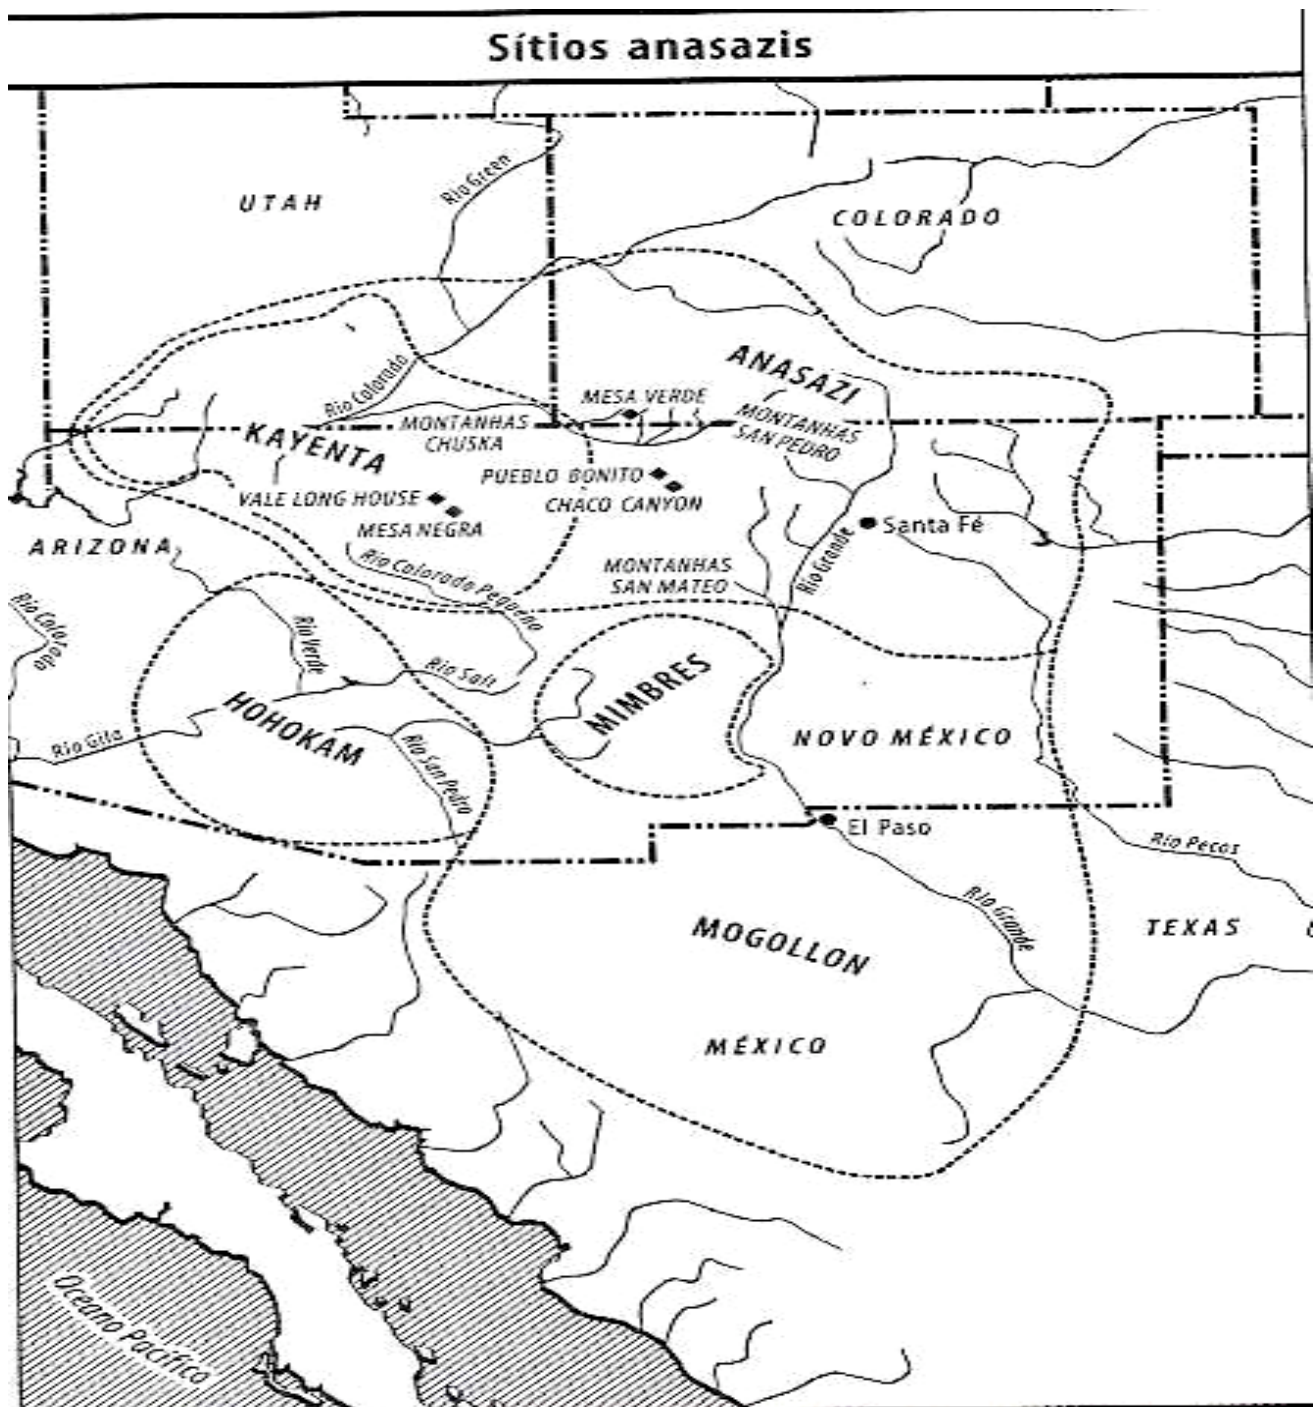 Sítios anasazis
Rio Green
UTAH
COLORADO
ANASAZI
Rio Colorado
MESA VERDE
MONTANHAS
CHUSKA
MONTANHAS
SAN PEDRO
KAYENTA
PUEBLO BONITO
VALE LONG HOUSE
CHACO CANYON
MESA NEGRA
Santa Fé
ARIZONA
Rio Grande
MONTANHAS
SAN MATEO
Rio Colorado Pequeno
Rio Colorado
Rio Verde
Rio Salt
MIMBRES
HOHOKAM
Rio Gila
Rio San Pedro
NOVO MÉXICO
El Paso
Rio Pecos
Rio Grande
MOGOLLON
TEXAS
MÉXICO
Oceano Pacífico